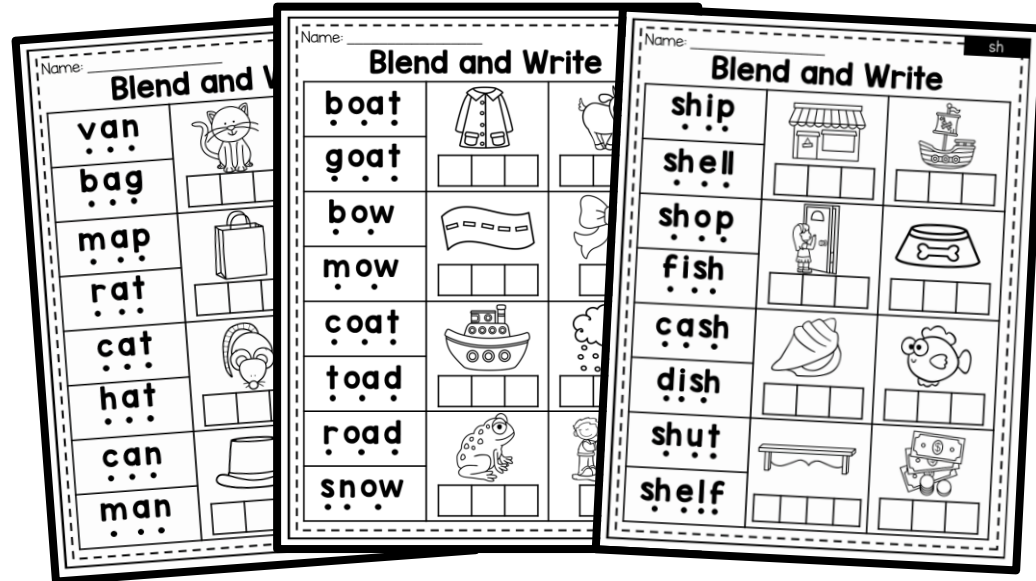 Name:
Blend and W
van
bag
map
rat
cat
hat
can
man
Name:
Blend and Write
boat
goat
bow
mow
coat
toad
road
snow
sh
Name:
Blend and Write
ship
shell
shop
fish
cash
dish
shut
shelf